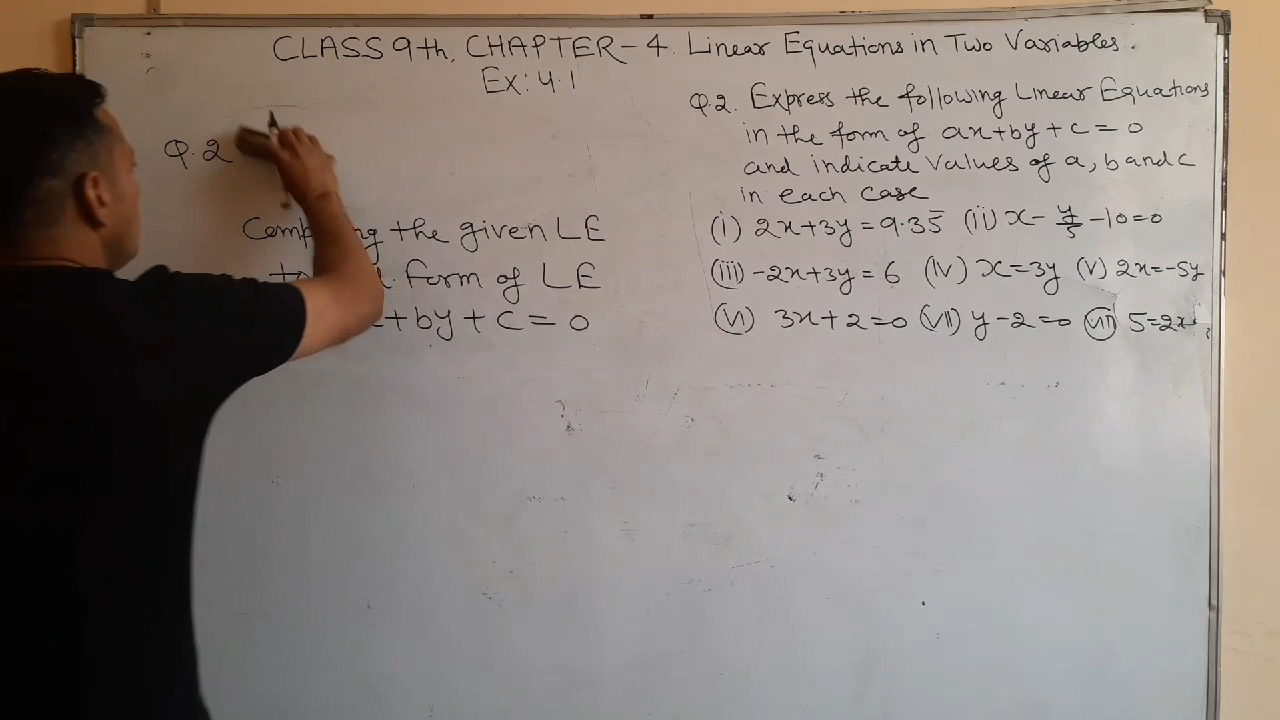 CLASS 9th, CHAPTER-4. Linear Equations in Two Variables.
Ex: 4.1
Q.2
the given LE
form of LE
+by+c=0
Q.2. Express the following Linear Equations
in the form of ax+by+c=0
and indicate values of a, b and c
in each case
(i) 2x+3y=9.35 (ii) x-y/5-10=0
(iii) -2x+3y=6 (iv) x=3y (v) 2x=-5y
(vi) 3x+2=0 (vii) y-2=0 (viii) 5=2x